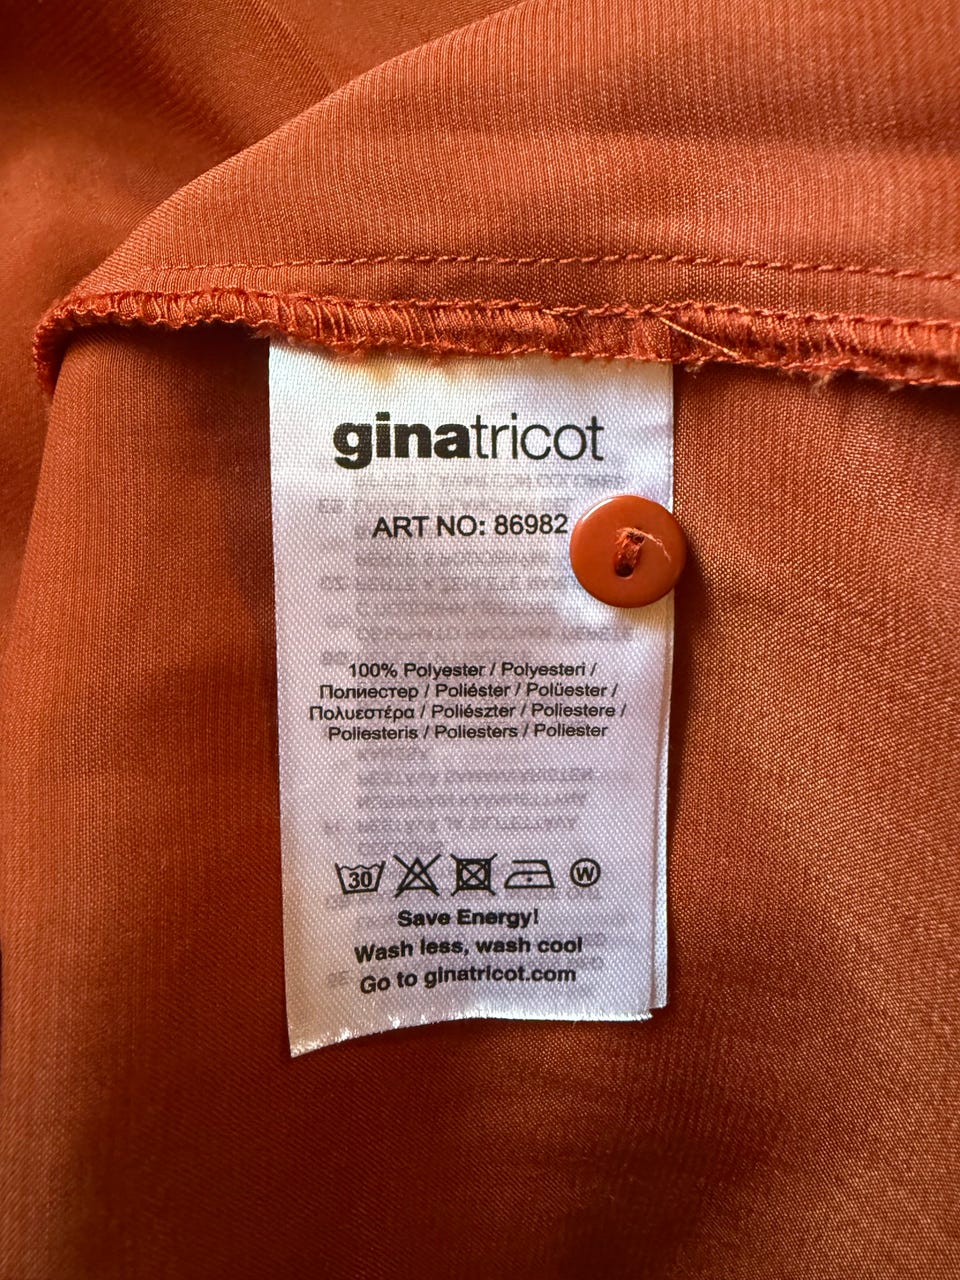 ginatricot
ART NO: 86982
100% Polyester / Polyesteri /
Полиестер / Poliéster / Polüester /
Πολυεστέρα / Poliészter / Poliestere /
Poliesteris / Poliesters / Poliester
30 W
Save Energy!
Wash less, wash cool
Go to ginatricot.com